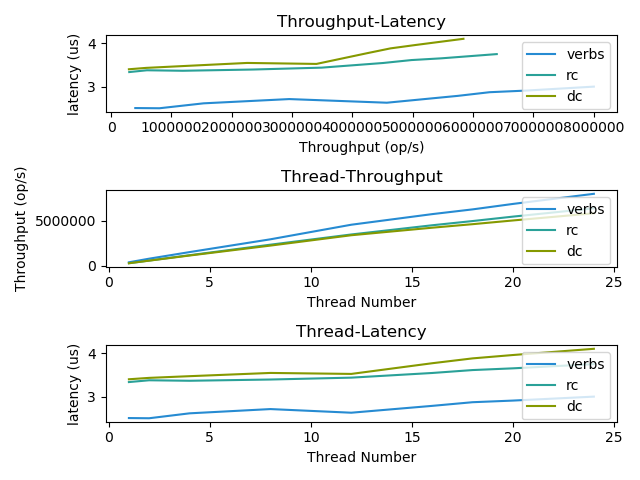 Throughput-Latency
latency (us)
4
3
verbs
rc
dc
0 1000000 2000000 3000000 4000000 5000000 6000000 7000000 8000000
Throughput (op/s)
Thread-Throughput
Throughput (op/s)
5000000
0
verbs
rc
dc
0 5 10 15 20 25
Thread Number
Thread-Latency
latency (us)
4
3
verbs
rc
dc
0 5 10 15 20 25
Thread Number